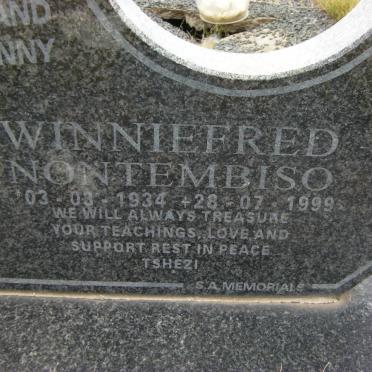 AND
NNY
WINNIEFRED
NONTEMBISO
*03 - 03 - 1934 +28 - 07 - 1999
WE WILL ALWAYS TREASURE
YOUR TEACHINGS, LOVE AND
SUPPORT REST IN PEACE
TSHEZI
S.A. MEMORIALS